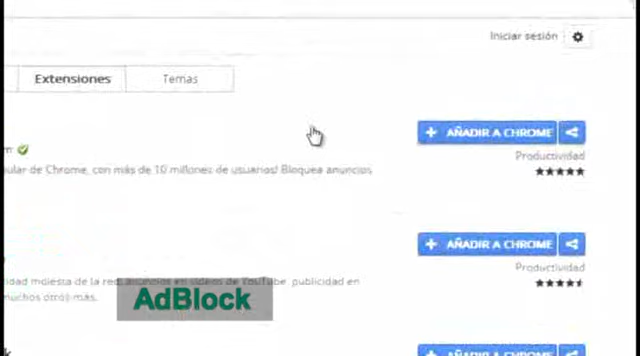 Iniciar sesión
Extensiones
Temas
AÑADIR A CHROME
Productividad
ular de Chrome, con más de 10 millones de usuarios! Bloquea anuncios
AÑADIR A CHROME
Productividad
idad molesta de la red: anuncios en vídeos de YouTube, publicidad en
muchos otros más.
AdBlock
AÑADIR A CHROME